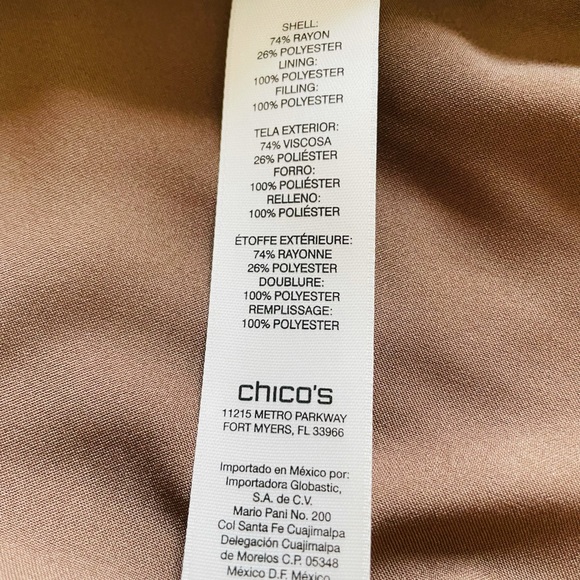 SHELL:
74% RAYON
26% POLYESTER
LINING:
100% POLYESTER
FILLING:
100% POLYESTER
TELA EXTERIOR:
74% VISCOSA
26% POLIÉSTER
FORRO:
100% POLIÉSTER
RELLENO:
100% POLIÉSTER
ÉTOFFE EXTÉRIEURE:
74% RAYONNE
26% POLYESTER
DOUBLURE:
100% POLYESTER
REMPLISSAGE:
100% POLYESTER
chico's
11215 METRO PARKWAY
FORT MYERS, FL 33966
Importado en México por:
Importadora Globastic,
S.A. de C.V.
Mario Pani No. 200
Col Santa Fe Cuajimalpa
Delegación Cuajimalpa
de Morelos C.P. 05348
México D.F. México